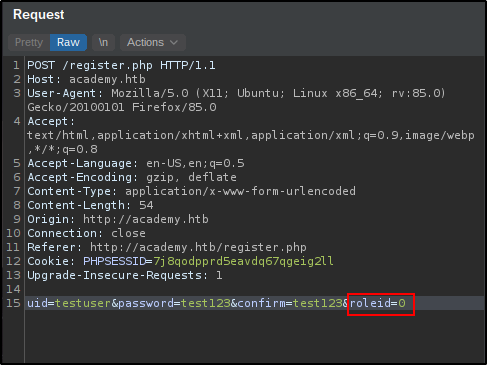 Request
Pretty Raw \n Actions
1 POST /register.php HTTP/1.1
2 Host: academy.htb
3 User-Agent: Mozilla/5.0 (X11; Ubuntu; Linux x86_64; rv:85.0)
Gecko/20100101 Firefox/85.0
4 Accept:
text/html,application/xhtml+xml,application/xml;q=0.9,image/webp
,*/*;q=0.8
5 Accept-Language: en-US,en;q=0.5
6 Accept-Encoding: gzip, deflate
7 Content-Type: application/x-www-form-urlencoded
8 Content-Length: 54
9 Origin: http://academy.htb
10 Connection: close
11 Referer: http://academy.htb/register.php
12 Cookie: PHPSESSID=7j8qodpprd5eavdq67qgeig2ll
13 Upgrade-Insecure-Requests: 1
14
15 uid=testuser&password=test123&confirm=test123&roleid=0